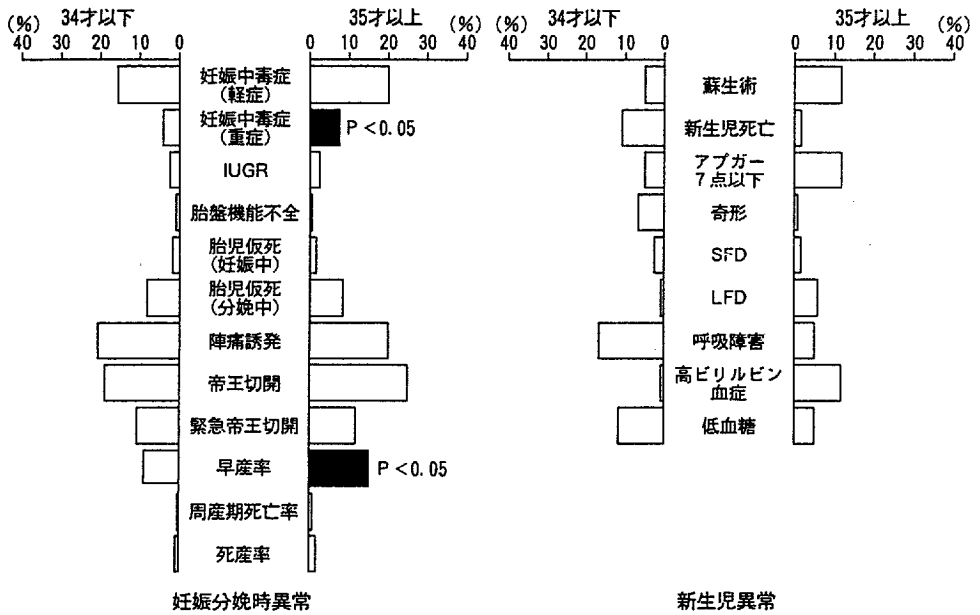 (%) 34才以下 35才以上 (%)
40 30 20 10 0 0 10 20 30 40
妊娠中毒症
(軽症)
妊娠中毒症
(重症)
P<0.05
IUGR
胎盤機能不全
胎児仮死
(妊娠中)
胎児仮死
(分娩中)
陣痛誘発
帝王切開
緊急帝王切開
早産率
P<0.05
周産期死亡率
死産率
妊娠分娩時異常
(%) 34才以下 35才以上 (%)
40 30 20 10 0 0 10 20 30 40
蘇生術
新生児死亡
アプガー
7点以下
奇形
SFD
LFD
呼吸障害
高ビリルビン
血症
低血糖
新生児異常